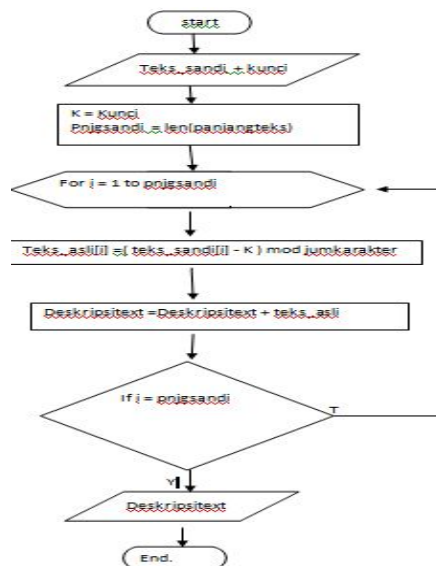 start
Teks_sandi + kunci
K = Kunci
Pnjgsandi = len(panjangteks)
For i = 1 to pnjgsandi
Teks_asli[i] =( teks_sandi[i] - K ) mod jumkarakter
Deskripsitext =Deskripsitext + teks_asli
If i = pnjgsandi
T
Y
Deskripsitext
End.